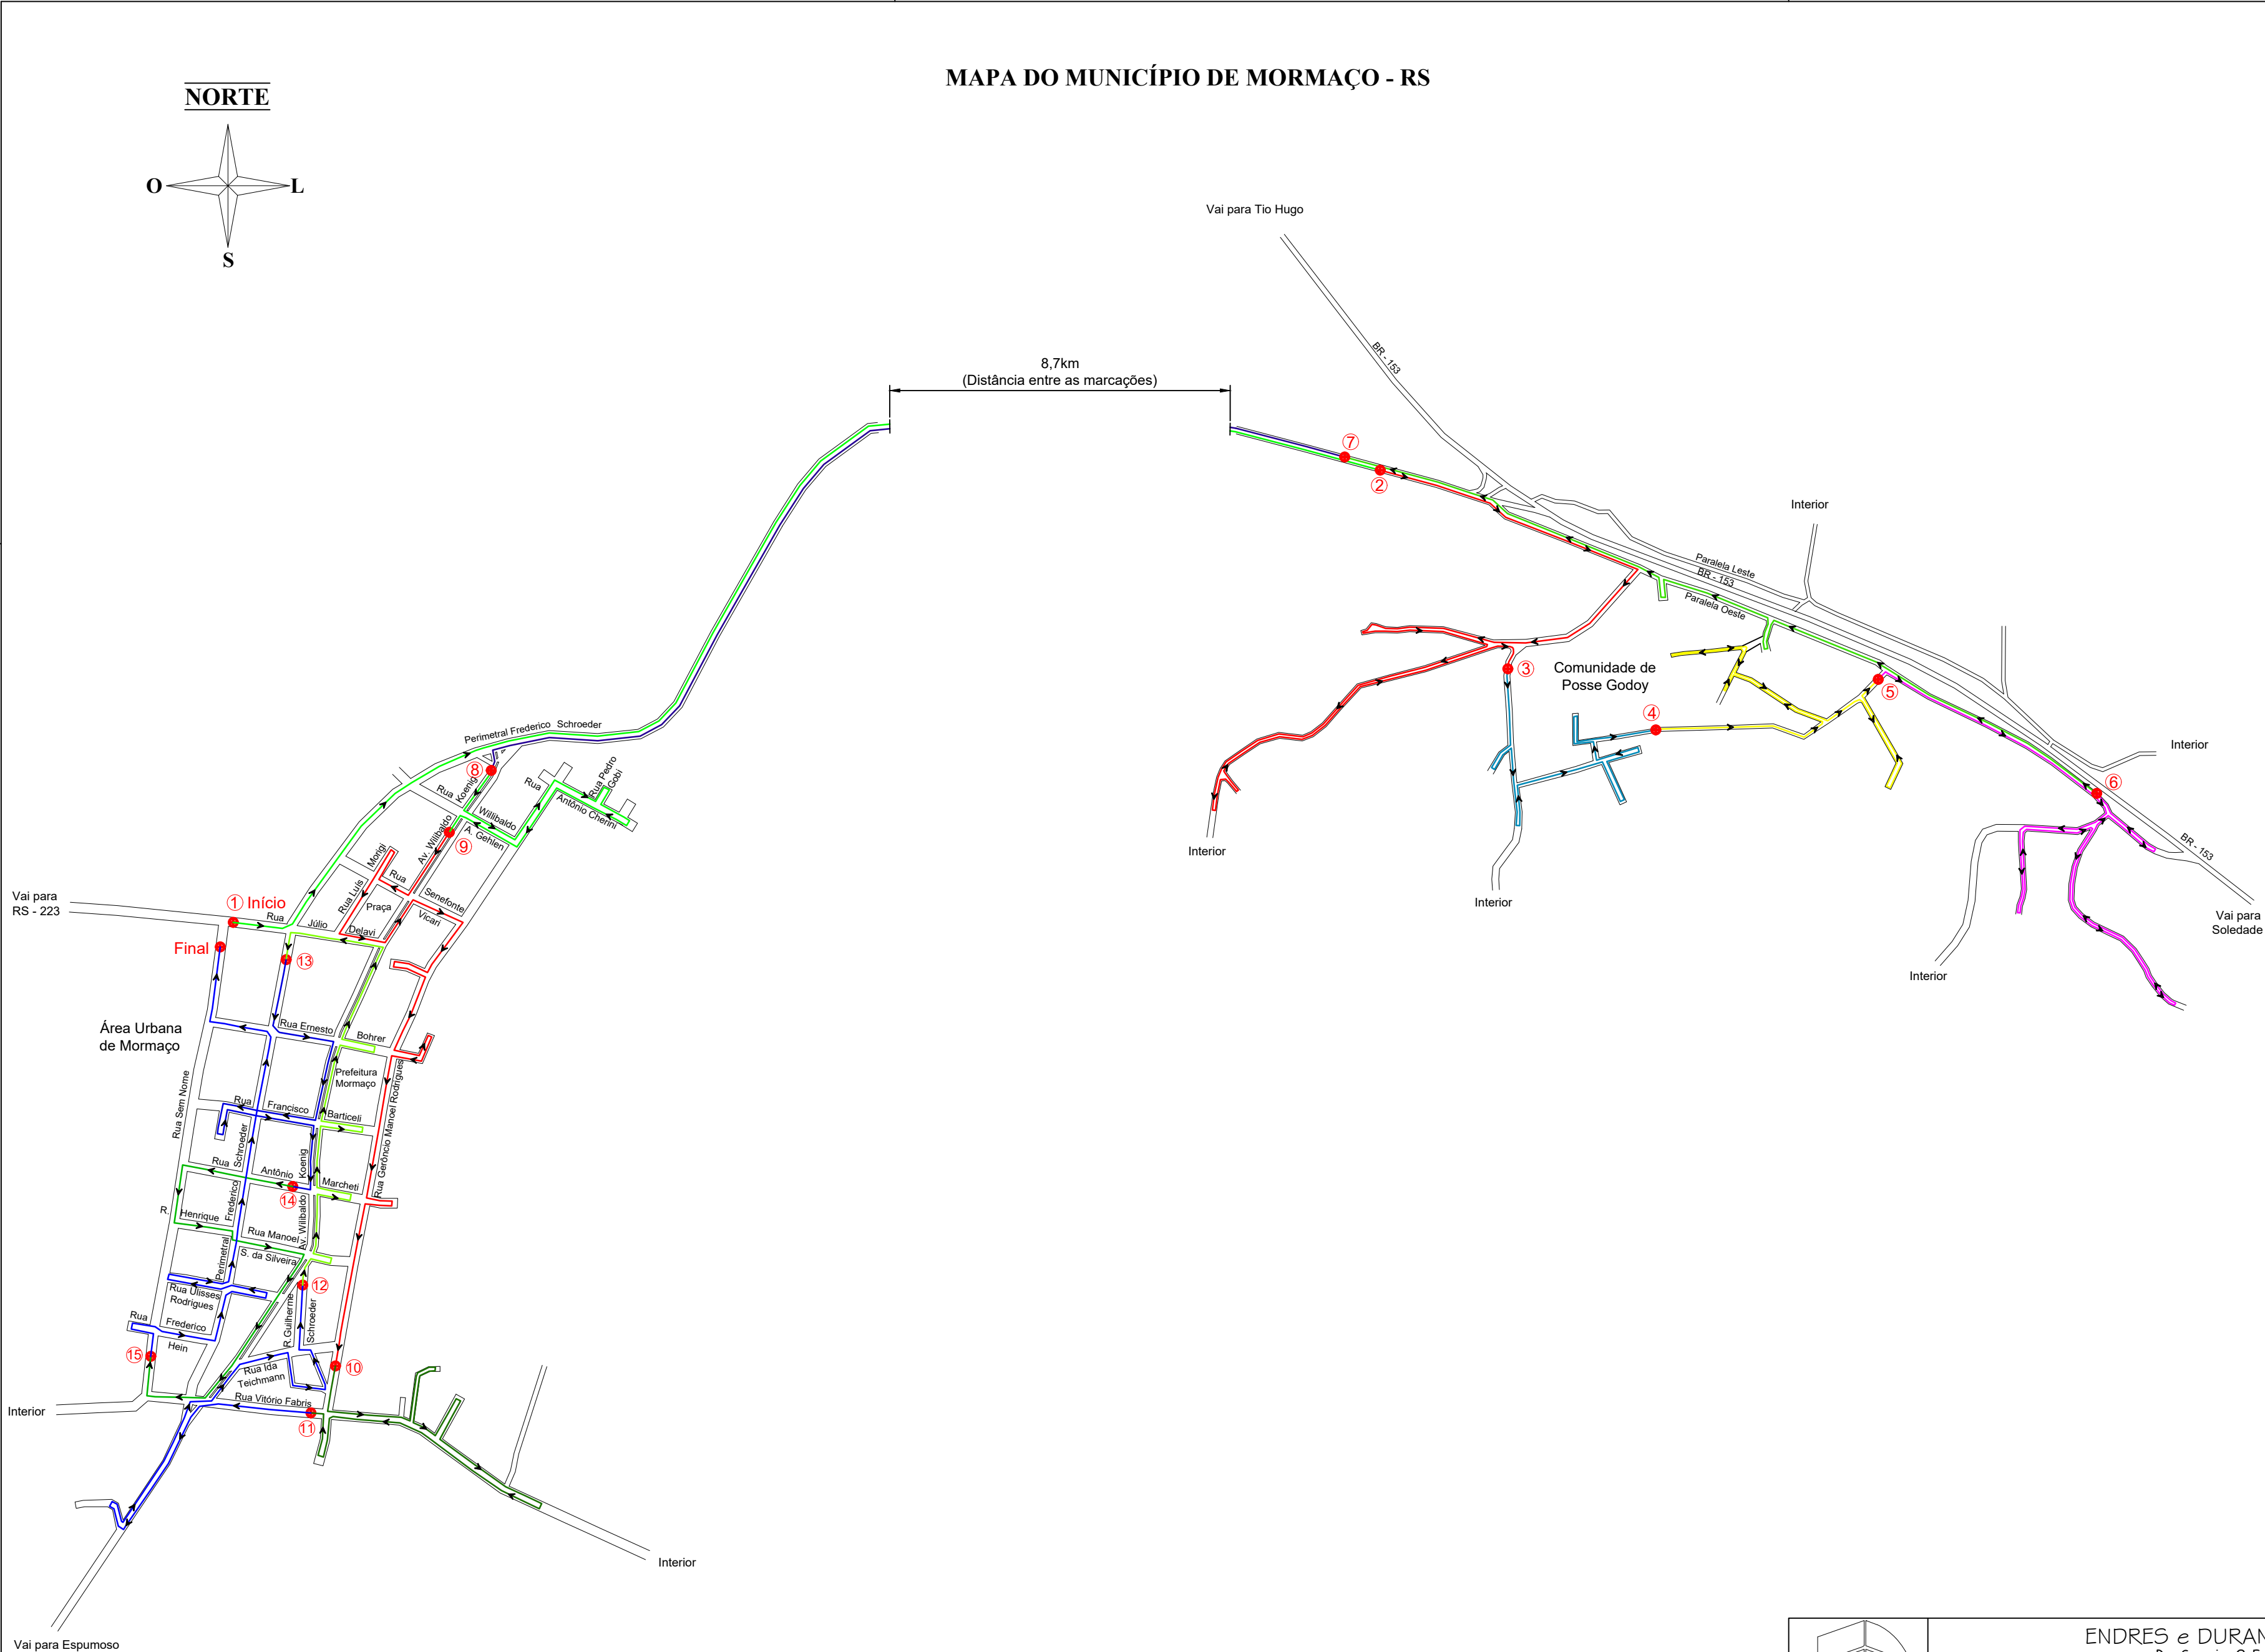 MAPA DO MUNICÍPIO DE MORMAÇO - RS
NORTE
O
L
S
Vai para Tio Hugo
BR - 153
8,7km
(Distância entre as marcações)
7
2
Interior
Paralela Leste
BR - 153
Paralela Oeste
3
Comunidade de
Posse Godoy
5
4
Perimetral Frederico Schroeder
Interior
8
6
Rua
Koenig
Rua
Rua Pedro
Gobi
Antônio Cherini
Willibaldo
A. Gehlen
Av. Wilibaldo
9
Interior
BR - 153
Morigi
Rua
Rua Luís
Praça
Senefonte
Vicari
Vai para
RS - 223
1 Início
Rua
Júlio
Delavi
Interior
Vai para
Soledade
Final
13
Interior
Área Urbana
de Mormaço
Rua Ernesto
Bohrer
Prefeitura
Mormaço
Rua Sem Nome
Rua
Francisco
Barticeli
Rua Gerôncio Manoel Rodrigues
Schroeder
Koenig
Rua
Antônio
Marcheti
14
Frederico
Av. Wilibaldo
R.
Henrique
Rua Manoel
S. da Silveira
Perimetral
12
Rua Ulisses
Rodrigues
R.Guilherme
Schroeder
Rua
Frederico
Hein
15
10
Rua Ida
Teichmann
Rua Vitório Fabris
Interior
11
Interior
Vai para Espumoso
ENDRES e DURAN